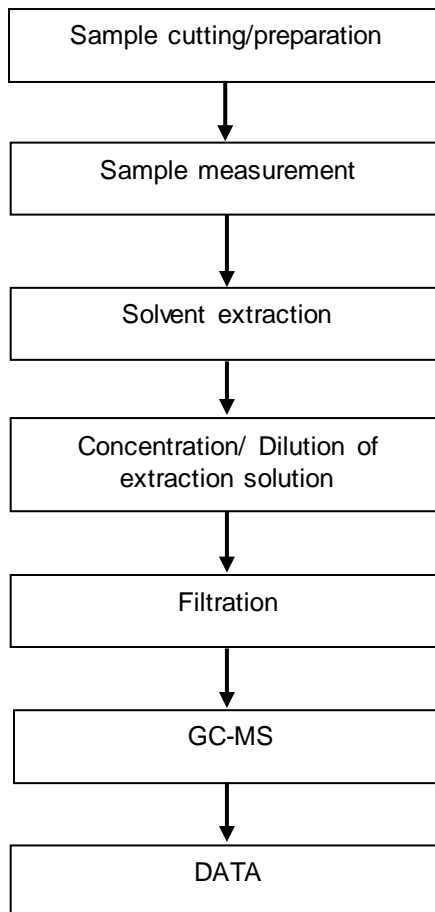 Sample cutting/preparation
Sample measurement
Solvent extraction
Concentration/ Dilution of
extraction solution
Filtration
GC-MS
DATA